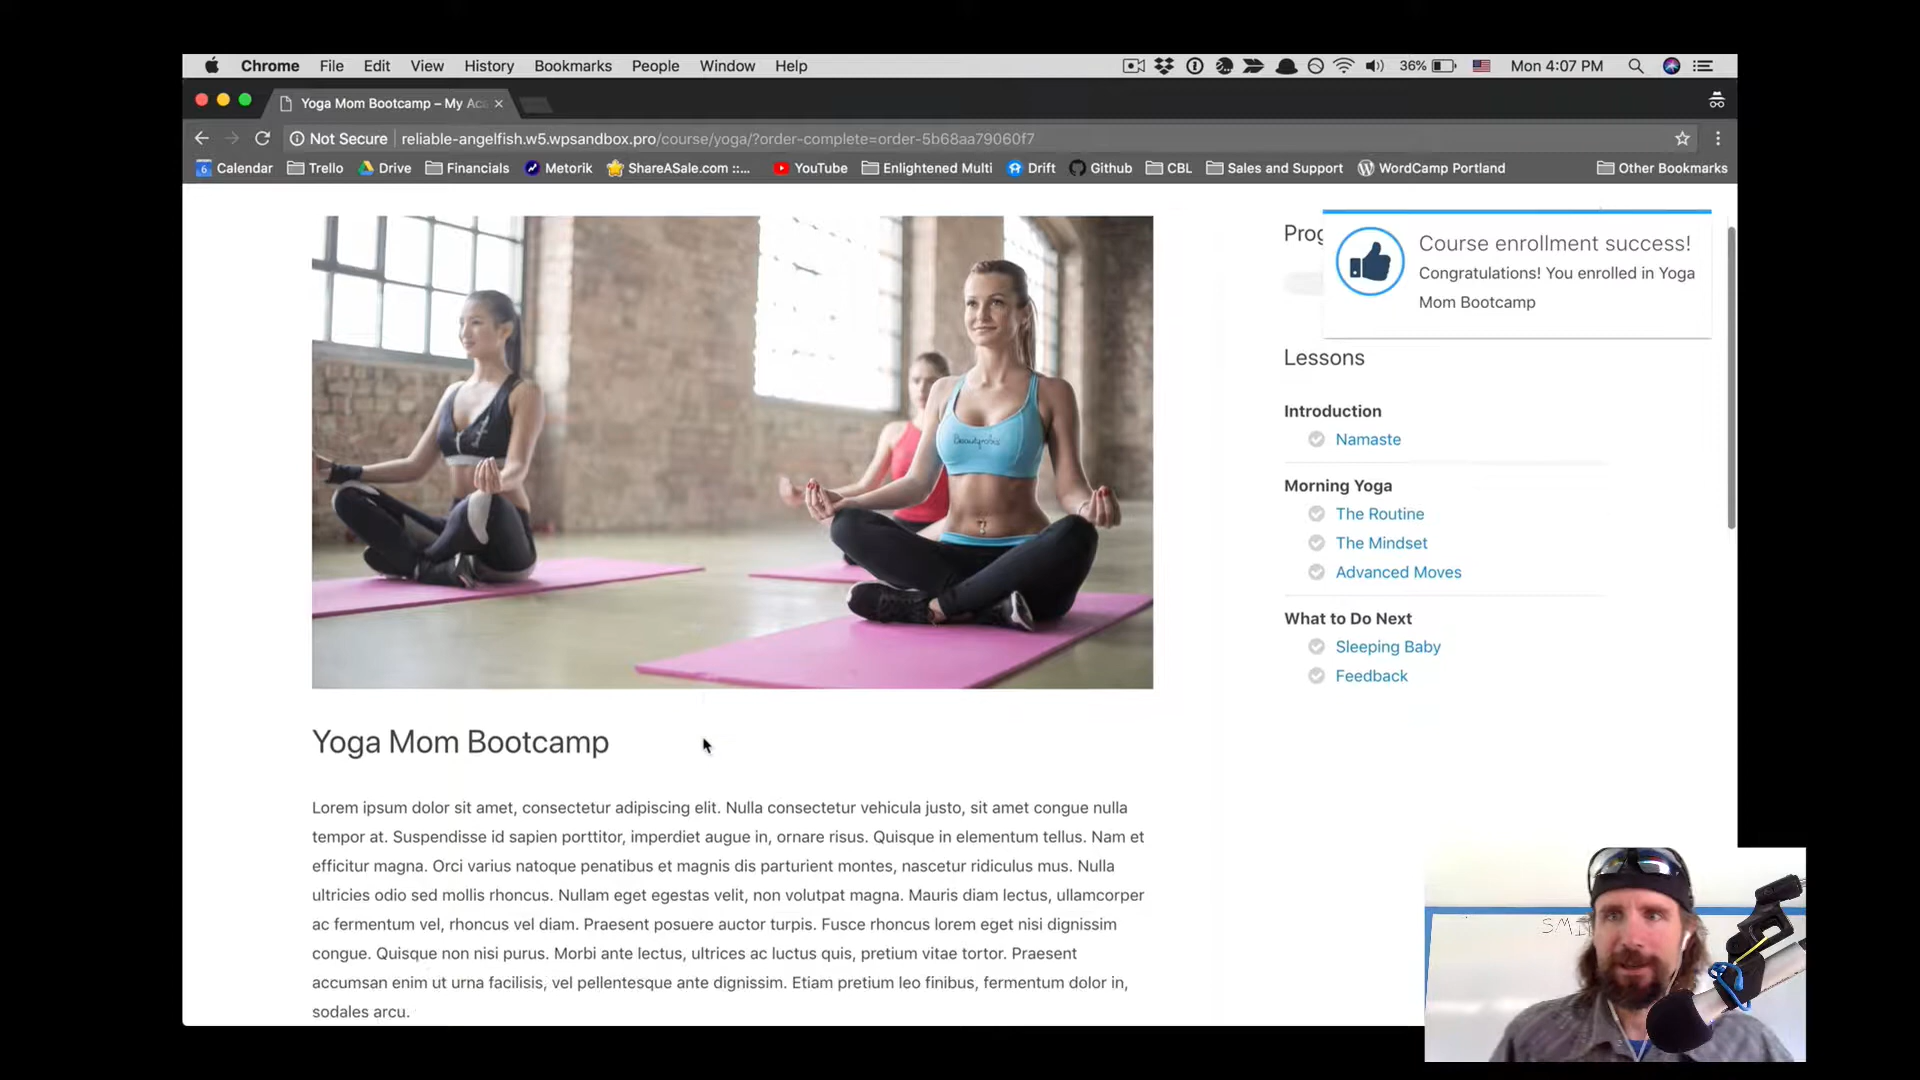 Chrome File Edit View History Bookmarks People Window Help 36% Mon 4:07 PM
Yoga Mom Bootcamp – My Aca
Not Secure reliable-angelfish.w5.wpsandbox.pro/course/yoga/?order-complete=order-5b68aa79060f7
6 Calendar Trello Drive Financials Metorik ShareASale.com ::... YouTube Enlightened Multi Drift Github CBL Sales and Support WordCamp Portland Other Bookmarks
Prog
Course enrollment success!
Congratulations! You enrolled in Yoga
Mom Bootcamp
Lessons
Introduction
Namaste
Morning Yoga
The Routine
The Mindset
Advanced Moves
What to Do Next
Sleeping Baby
Feedback
Yoga Mom Bootcamp
Lorem ipsum dolor sit amet, consectetur adipiscing elit. Nulla consectetur vehicula justo, sit amet congue nulla
tempor at. Suspendisse id sapien porttitor, imperdiet augue in, ornare risus. Quisque in elementum tellus. Nam et
efficitur magna. Orci varius natoque penatibus et magnis dis parturient montes, nascetur ridiculus mus. Nulla
ultricies odio sed mollis rhoncus. Nullam eget egestas velit, non volutpat magna. Mauris diam lectus, ullamcorper
ac fermentum vel, rhoncus vel diam. Praesent posuere auctor turpis. Fusce rhoncus lorem eget nisi dignissim
congue. Quisque non nisi purus. Morbi ante lectus, ultrices ac luctus quis, pretium vitae tortor. Praesent
accumsan enim ut urna facilisis, vel pellentesque ante dignissim. Etiam pretium leo finibus, fermentum dolor in,
sodales arcu.